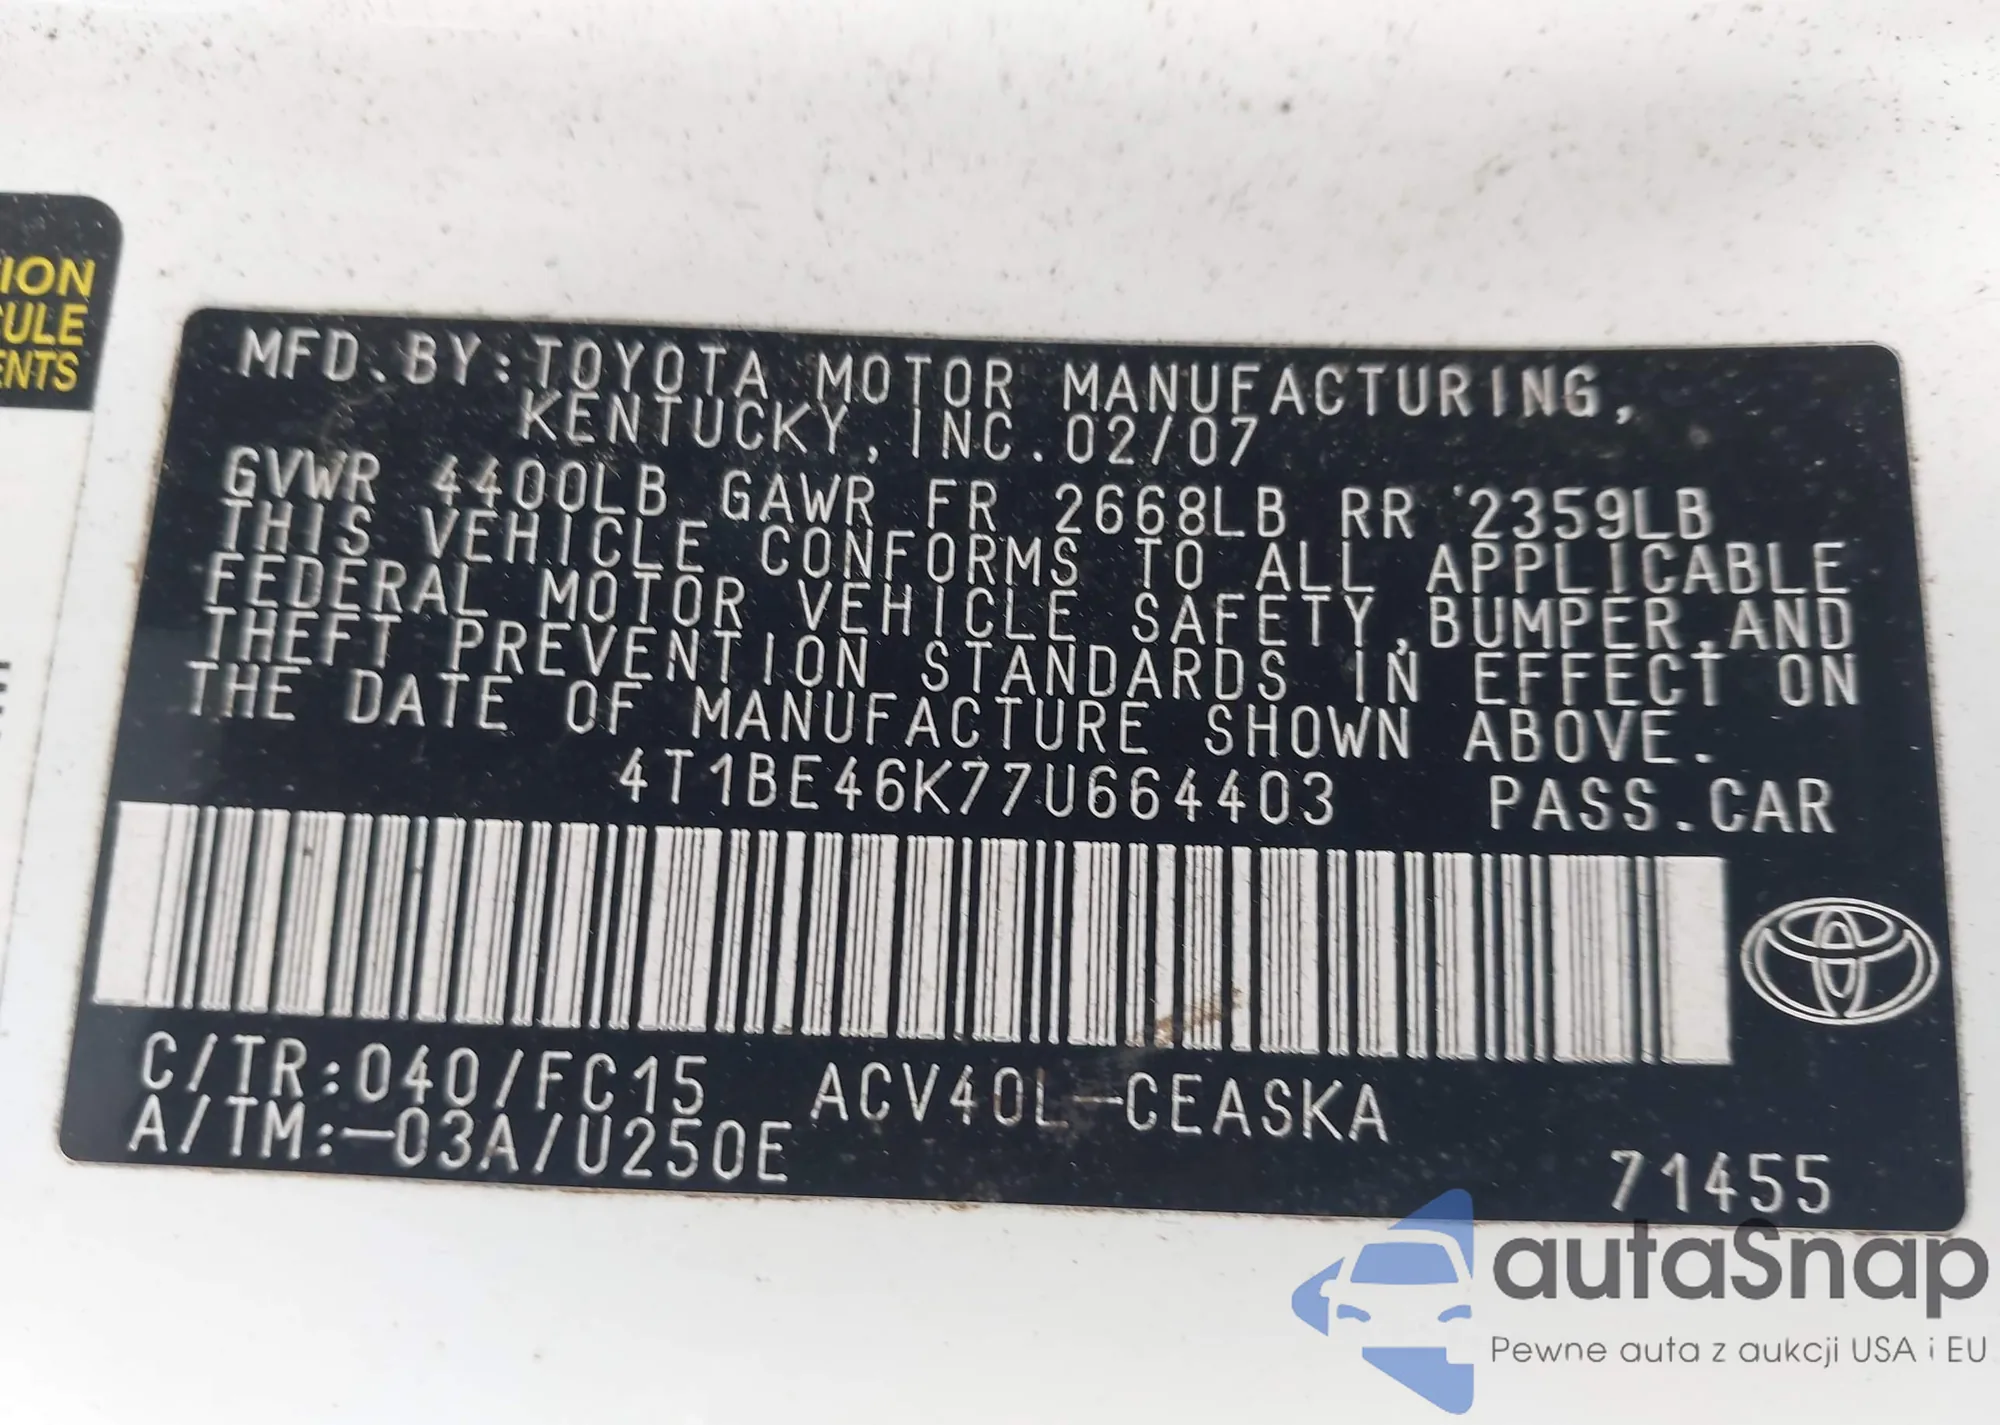 ION
ULE
ENTS
MFD.BY:TOYOTA MOTOR MANUFACTURING,
KENTUCKY,INC.02/07
GVWR 4400LB GAWR FR 2668LB RR 2359LB
THIS VEHICLE CONFORMS TO ALL APPLICABLE
FEDERAL MOTOR VEHICLE SAFETY,BUMPER,AND
THEFT PREVENTION STANDARDS IN EFFECT ON
THE DATE OF MANUFACTURE SHOWN ABOVE.
4T1BE46K77U664403 PASS.CAR
C/TR:040/FC15 ACV40L-CEASKA
A/TM:-03A/U250E
71455
autaSnap
Pewne auta z aukcji USA i EU